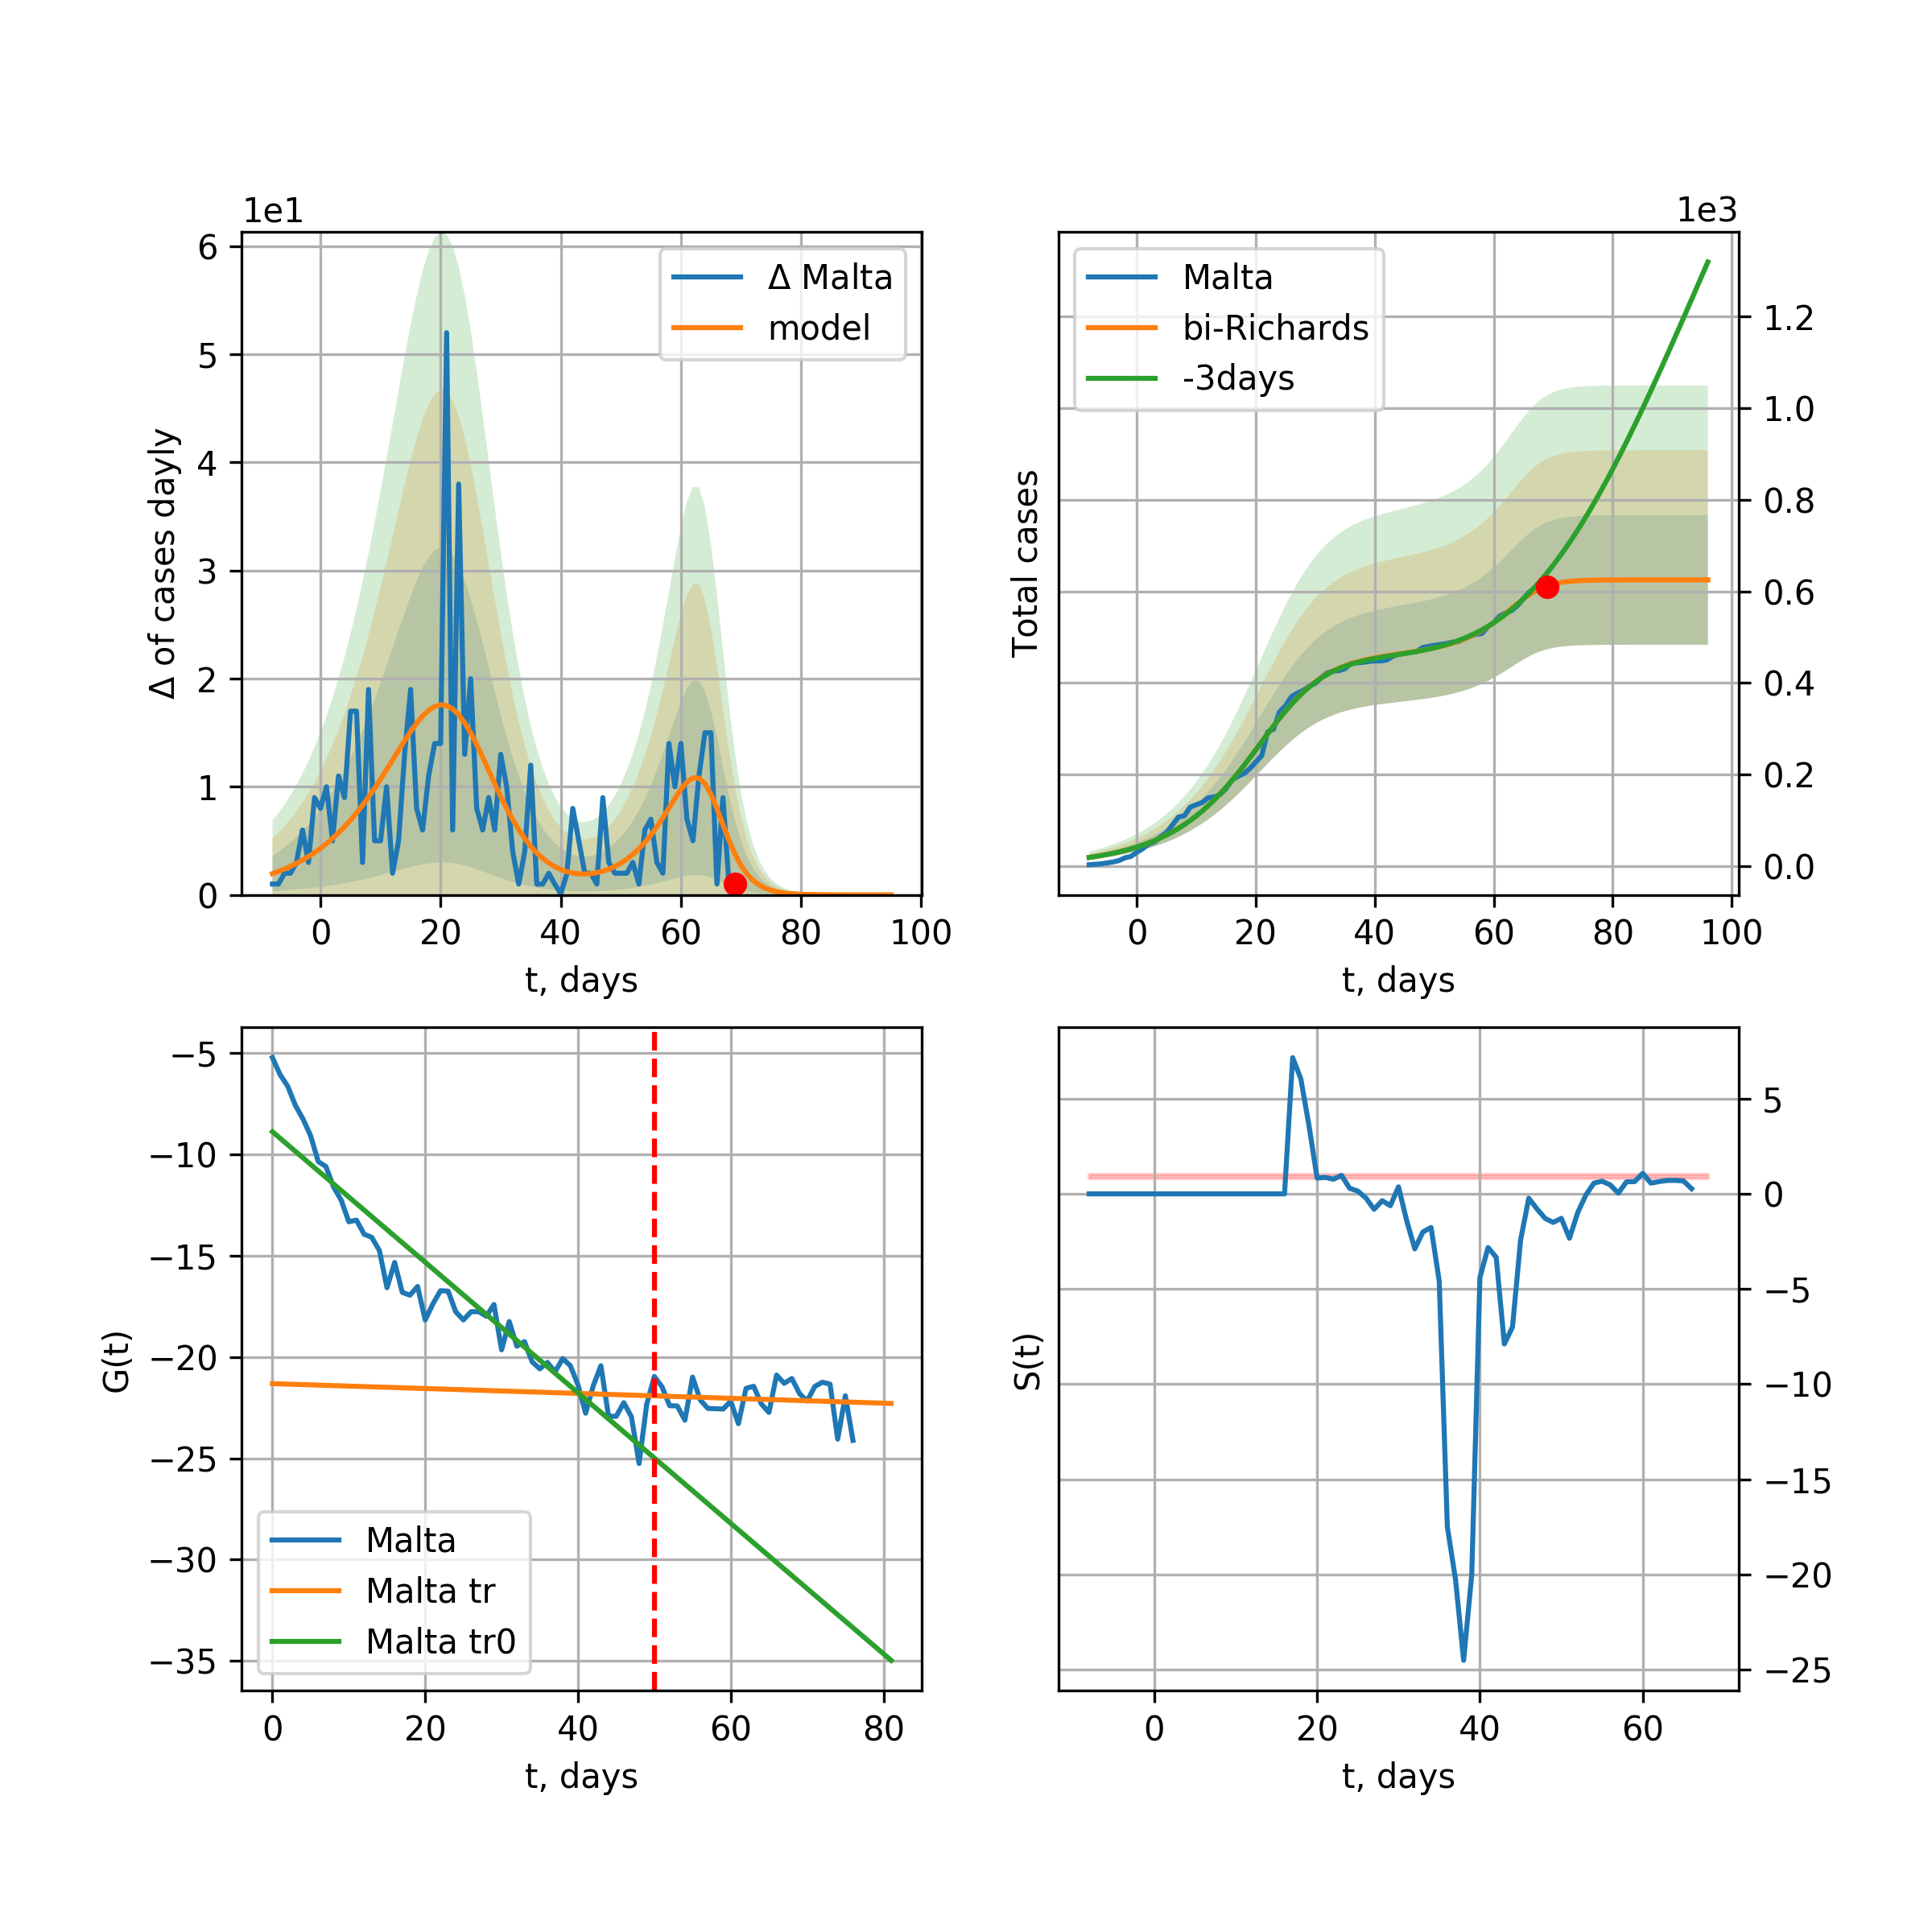 1e1
6
5
4
3
2
1
0
Δ of cases dayly
Δ Malta
model
0 20 40 60 80 100
t, days
1e3
Total cases
Malta
bi-Richards
-3days
1.2
1.0
0.8
0.6
0.4
0.2
0.0
0 20 40 60 80 100
t, days
−5
−10
−15
−20
−25
−30
−35
G(t)
Malta
Malta tr
Malta tr0
0 20 40 60 80
t, days
S(t)
5
0
−5
−10
−15
−20
−25
0 20 40 60
t, days